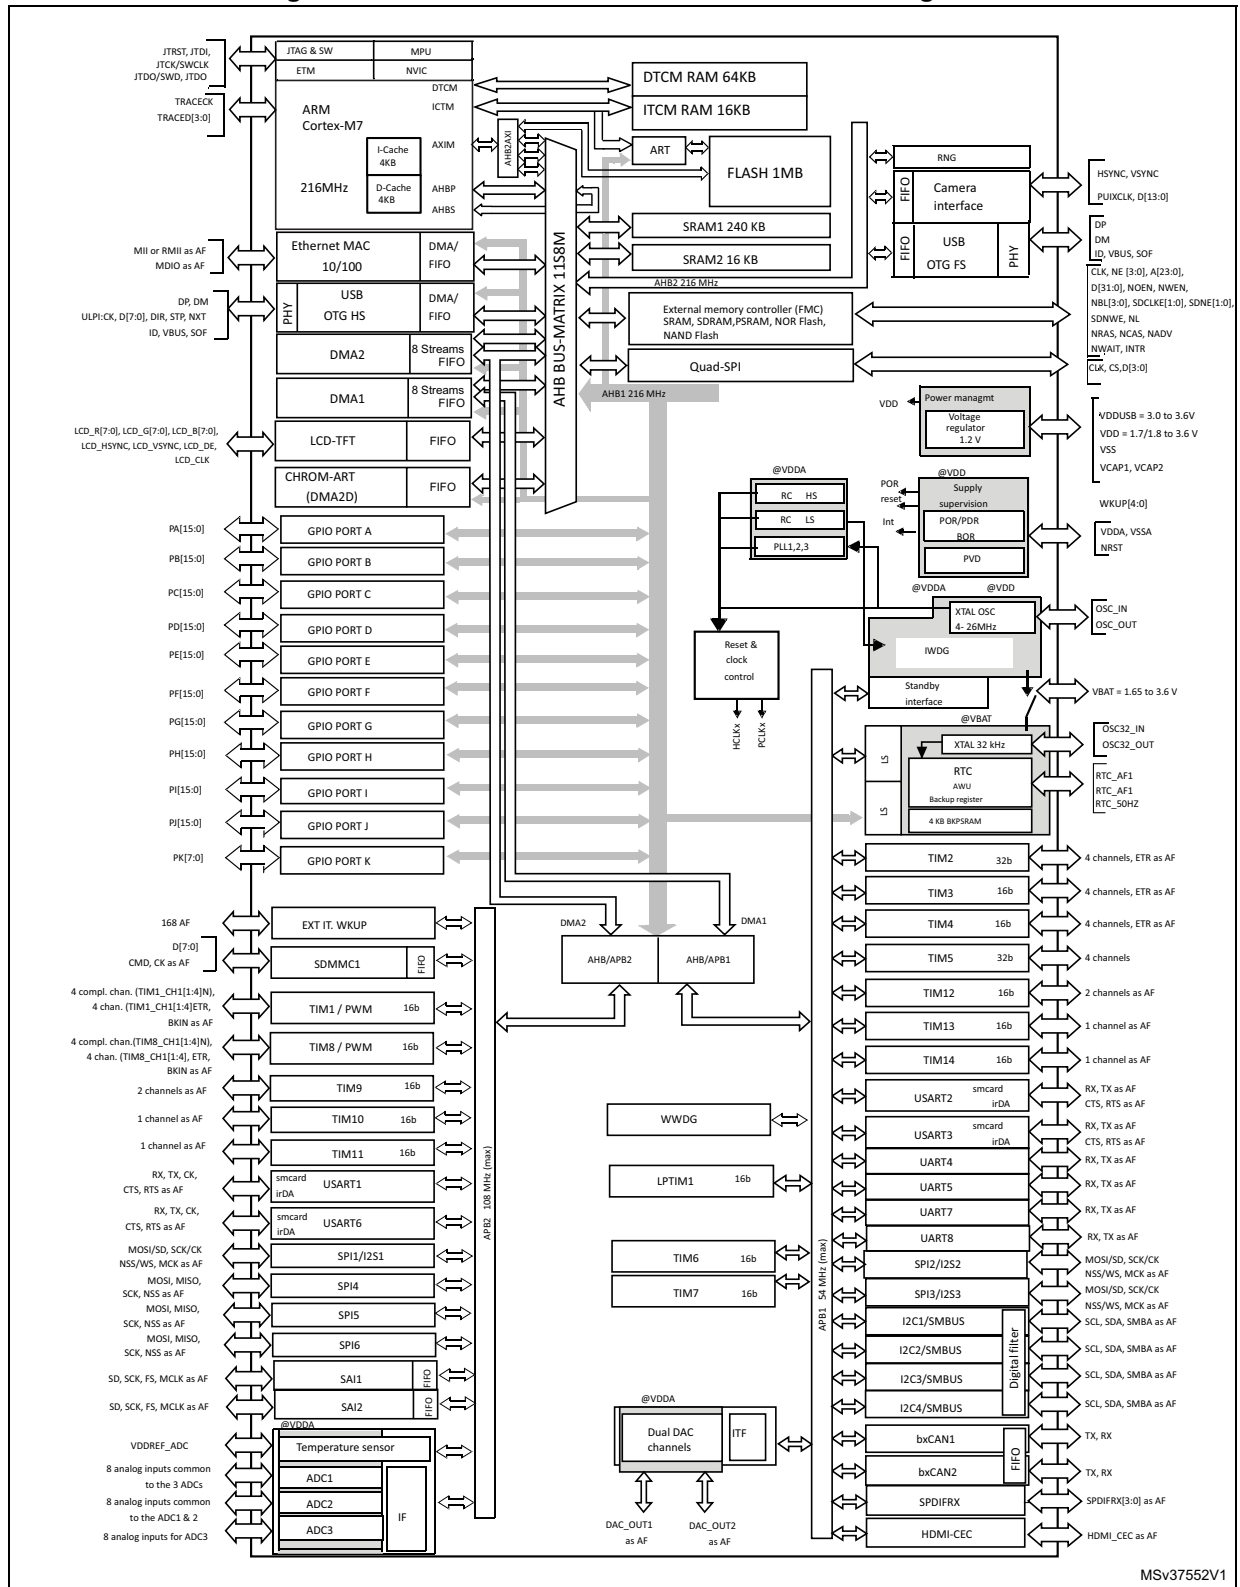 JTRST, JTDI,
JTCK/SWCLK
JTDO/SWD, JTDO
TRACECK
TRACED[3:0]
JTAG & SW
MPU
ETM
NVIC
ARM
Cortex-M7
216MHz
I-Cache
4KB
D-Cache
4KB
DTCM
ICTM
AXIM
AHBP
AHBS
AHB2AXI
AHB BUS-MATRIX 11S8M
DTCM RAM 64KB
ITCM RAM 16KB
ART
FLASH 1MB
SRAM1 240 KB
SRAM2 16 KB
AHB2 216 MHz
External memory controller (FMC)
SRAM, SDRAM,PSRAM, NOR Flash,
NAND Flash
Quad-SPI
AHB1 216 MHz
RNG
FIFO
Camera
interface
FIFO
USB
OTG FS
PHY
HSYNC, VSYNC
PUIXCLK, D[13:0]
DP
DM
ID, VBUS, SOF
CLK, NE [3:0], A[23:0],
D[31:0], NOEN, NWEN,
NBL[3:0], SDCLKE[1:0], SDNE[1:0],
SDNWE, NL
NRAS, NCAS, NADV
NWAIT, INTR
CLK, CS,D[3:0]
MII or RMII as AF
MDIO as AF
Ethernet MAC
10/100
DMA/
FIFO
DP, DM
ULPI:CK, D[7:0], DIR, STP, NXT
ID, VBUS, SOF
PHY
USB
OTG HS
DMA/
FIFO
DMA2
8 Streams
FIFO
DMA1
8 Streams
FIFO
LCD_R[7:0], LCD_G[7:0], LCD_B[7:0],
LCD_HSYNC, LCD_VSYNC, LCD_DE,
LCD_CLK
LCD-TFT
FIFO
CHROM-ART
(DMA2D)
FIFO
VDD
Power managmt
Voltage
regulator
1.2 V
VDDUSB = 3.0 to 3.6V
VDD = 1.7/1.8 to 3.6 V
VSS
VCAP1, VCAP2
@VDDA
RC HS
RC LS
PLL1,2,3
@VDD
POR
reset
Int
Supply
supervision
POR/PDR
BOR
PVD
WKUP[4:0]
VDDA, VSSA
NRST
@VDDA
@VDD
XTAL OSC
4- 26MHz
IWDG
OSC_IN
OSC_OUT
Reset &
clock
control
HCLKx
PCLKx
Standby
interface
VBAT = 1.65 to 3.6 V
@VBAT
LS
LS
XTAL 32 kHz
RTC
AWU
Backup register
4 KB BKPSRAM
OSC32_IN
OSC32_OUT
RTC_AF1
RTC_AF1
RTC_50HZ
PA[15:0]
GPIO PORT A
PB[15:0]
GPIO PORT B
PC[15:0]
GPIO PORT C
PD[15:0]
GPIO PORT D
PE[15:0]
GPIO PORT E
PF[15:0]
GPIO PORT F
PG[15:0]
GPIO PORT G
PH[15:0]
GPIO PORT H
PI[15:0]
GPIO PORT I
PJ[15:0]
GPIO PORT J
PK[7:0]
GPIO PORT K
DMA2
DMA1
AHB/APB2
AHB/APB1
168 AF
EXT IT. WKUP
D[7:0]
CMD, CK as AF
SDMMC1
FIFO
4 compl. chan. (TIM1_CH1[1:4]N),
4 chan. (TIM1_CH1[1:4]ETR,
BKIN as AF
TIM1 / PWM 16b
4 compl. chan.(TIM8_CH1[1:4]N),
4 chan. (TIM8_CH1[1:4], ETR,
BKIN as AF
TIM8 / PWM 16b
2 channels as AF
TIM9 16b
1 channel as AF
TIM10 16b
1 channel as AF
TIM11 16b
RX, TX, CK,
CTS, RTS as AF
smcard
irDA
USART1
RX, TX, CK,
CTS, RTS as AF
smcard
irDA
USART6
MOSI/SD, SCK/CK
NSS/WS, MCK as AF
SPI1/I2S1
MOSI, MISO,
SCK, NSS as AF
SPI4
MOSI, MISO,
SCK, NSS as AF
SPI5
MOSI, MISO,
SCK, NSS as AF
SPI6
SD, SCK, FS, MCLK as AF
SAI1
FIFO
SD, SCK, FS, MCLK as AF
SAI2
FIFO
@VDDA
VDDREF_ADC
Temperature sensor
8 analog inputs common
to the 3 ADCs
ADC1
8 analog inputs common
to the ADC1 & 2
ADC2
8 analog inputs for ADC3
ADC3
IF
APB2 108 MHz (max)
WWDG
LPTIM1 16b
TIM6 16b
TIM7 16b
@VDDA
Dual DAC
channels
ITF
DAC_OUT1
as AF
DAC_OUT2
as AF
APB1 54 MHz (max)
TIM2 32b
4 channels, ETR as AF
TIM3 16b
4 channels, ETR as AF
TIM4 16b
4 channels, ETR as AF
TIM5 32b
4 channels
TIM12 16b
2 channels as AF
TIM13 16b
1 channel as AF
TIM14 16b
1 channel as AF
USART2
smcard
irDA
RX, TX as AF
CTS, RTS as AF
USART3
smcard
irDA
RX, TX as AF
CTS, RTS as AF
UART4
RX, TX as AF
UART5
RX, TX as AF
UART7
RX, TX as AF
UART8
RX, TX as AF
SPI2/I2S2
MOSI/SD, SCK/CK
NSS/WS, MCK as AF
SPI3/I2S3
MOSI/SD, SCK/CK
NSS/WS, MCK as AF
I2C1/SMBUS
SCL, SDA, SMBA as AF
I2C2/SMBUS
SCL, SDA, SMBA as AF
I2C3/SMBUS
SCL, SDA, SMBA as AF
I2C4/SMBUS
SCL, SDA, SMBA as AF
Digital filter
bxCAN1
TX, RX
bxCAN2
TX, RX
FIFO
SPDIFRX
SPDIFRX[3:0] as AF
HDMI-CEC
HDMI_CEC as AF
MSv37552V1